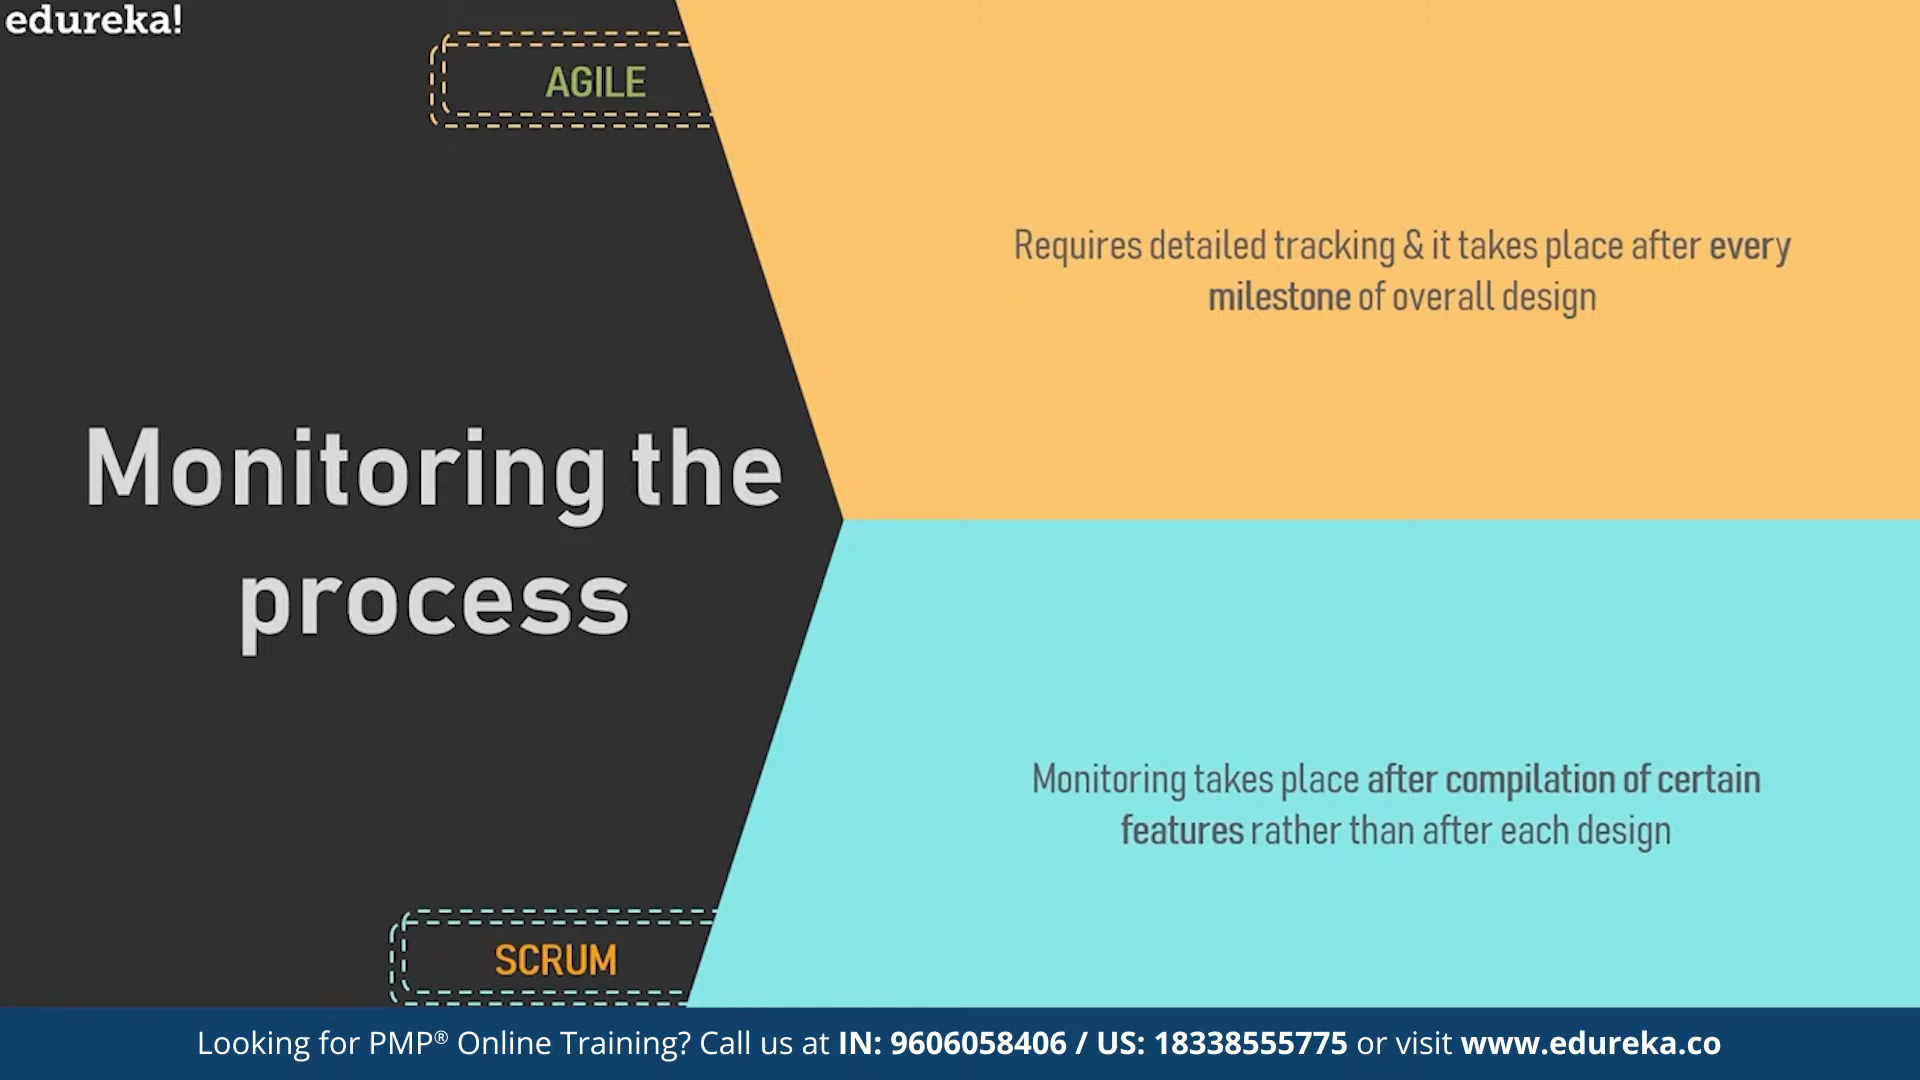 edureka!
AGILE
Requires detailed tracking & it takes place after every
milestone of overall design
Monitoring the
process
Monitoring takes place after compilation of certain
features rather than after each design
SCRUM
Looking for PMP® Online Training? Call us at IN: 9606058406 / US: 18338555775 or visit www.edureka.co